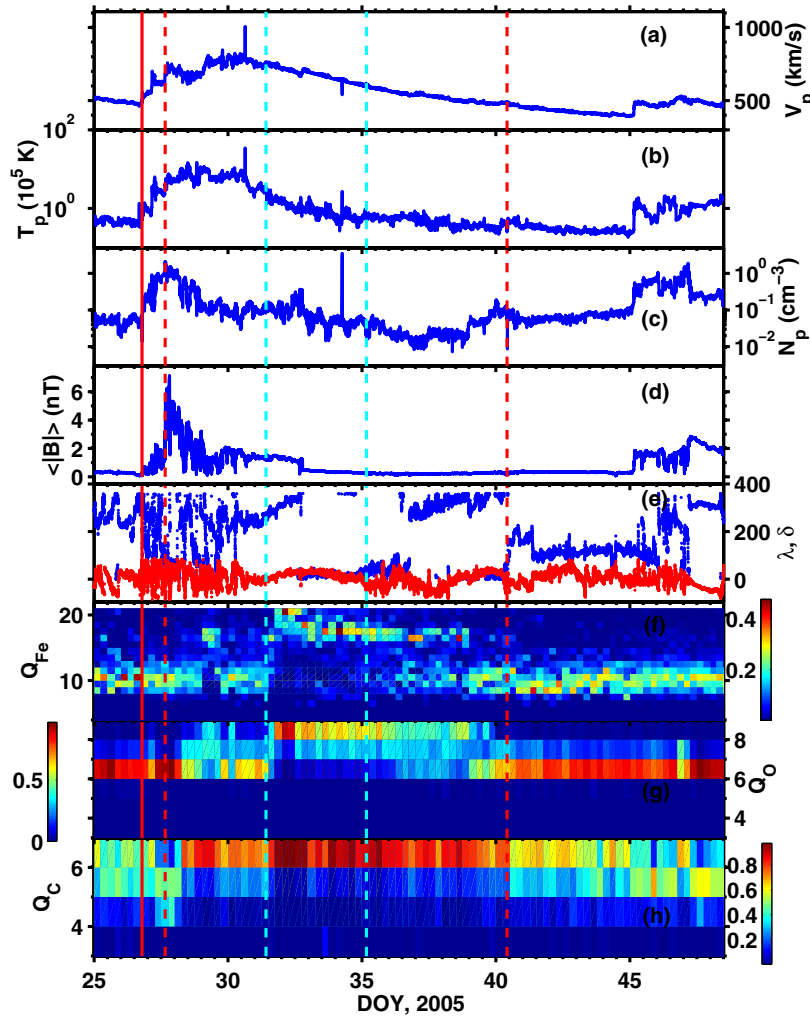 (a)
1000
500
V_p (km/s)
10^2
(b)
10^0
T_p (10^5 K)
(c)
10^0
10^-1
10^-2
N_p (cm^-3)
(d)
6
4
2
0
<|B|> (nT)
(e)
400
200
0
λ, δ
(f)
20
10
Q_Fe
0.4
0.2
(g)
8
6
4
Q_O
0.5
0
(h)
6
4
Q_C
0.8
0.6
0.4
0.2
25 30 35 40 45
DOY, 2005